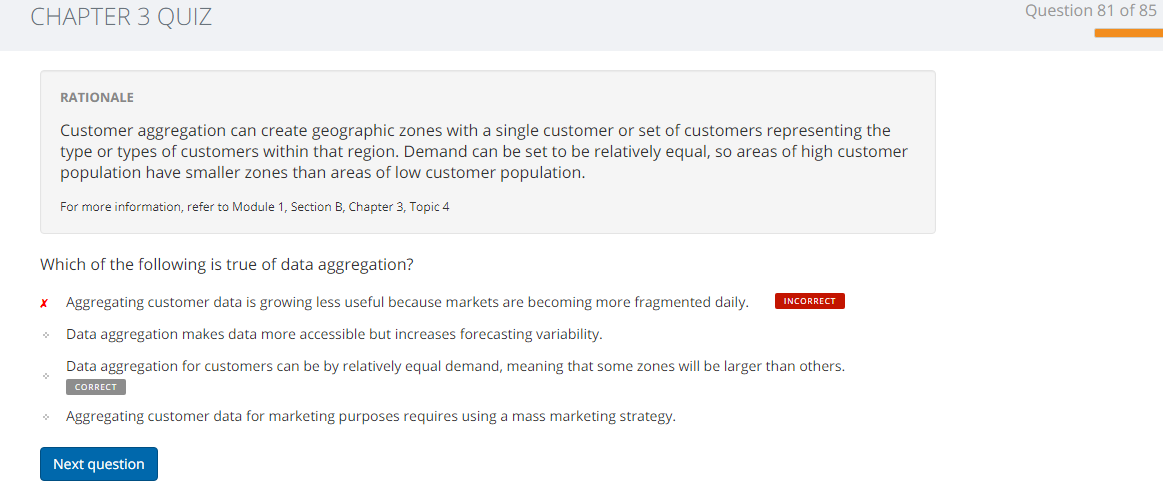 CHAPTER 3 QUIZ
Question 81 of 85
RATIONALE
Customer aggregation can create geographic zones with a single customer or set of customers representing the
type or types of customers within that region. Demand can be set to be relatively equal, so areas of high customer
population have smaller zones than areas of low customer population.
For more information, refer to Module 1, Section B, Chapter 3, Topic 4
Which of the following is true of data aggregation?
✗ Aggregating customer data is growing less useful because markets are becoming more fragmented daily. INCORRECT
Data aggregation makes data more accessible but increases forecasting variability.
Data aggregation for customers can be by relatively equal demand, meaning that some zones will be larger than others.
CORRECT
Aggregating customer data for marketing purposes requires using a mass marketing strategy.
Next question